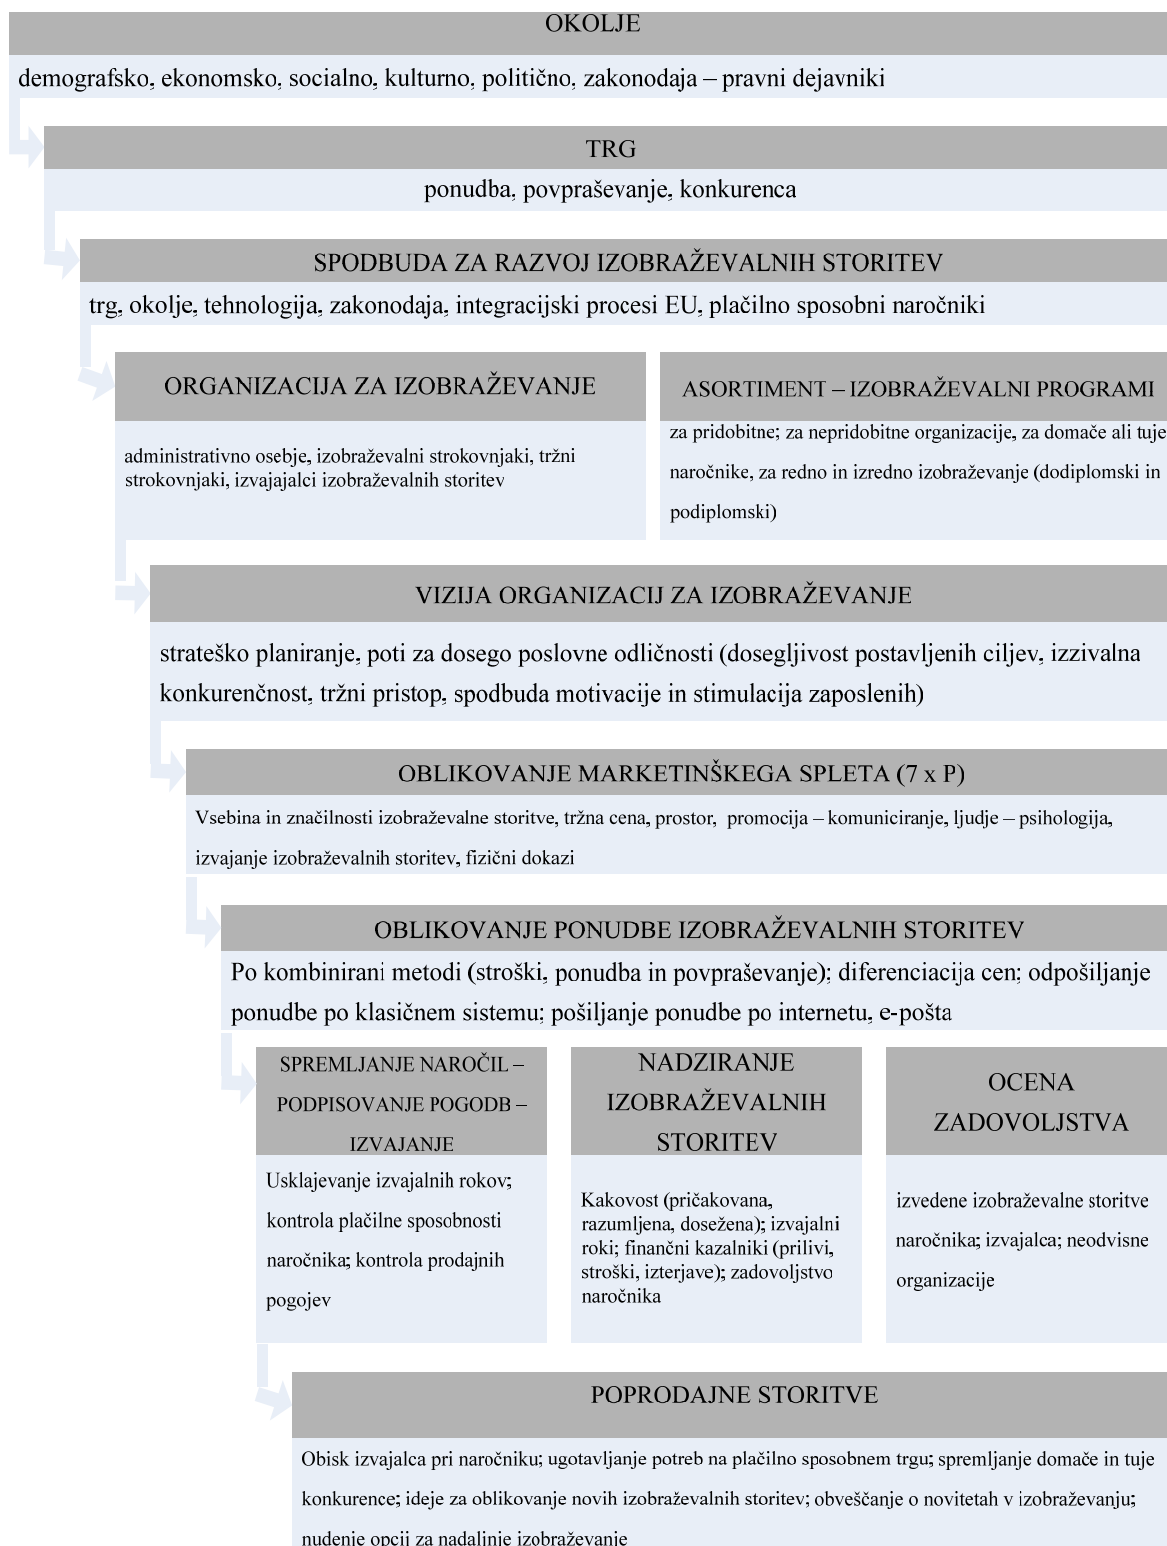 OKOLJE
demografsko, ekonomsko, socialno, kulturno, politično, zakonodaja – pravni dejavniki
TRG
ponudba, povpraševanje, konkurenca
SPODBUDA ZA RAZVOJ IZOBRAŽEVALNIH STORITEV
trg, okolje, tehnologija, zakonodaja, integracijski procesi EU, plačilno sposobni naročniki
ORGANIZACIJA ZA IZOBRAŽEVANJE
administrativno osebje, izobraževalni strokovnjaki, tržni
strokovnjaki, izvajajalci izobraževalnih storitev
ASORTIMENT – IZOBRAŽEVALNI PROGRAMI
za pridobitne; za nepridobitne organizacije, za domače ali tuje
naročnike, za redno in izredno izobraževanje (dodiplomski in
podiplomski)
VIZIJA ORGANIZACIJ ZA IZOBRAŽEVANJE
strateško planiranje, poti za dosego poslovne odličnosti (dosegljivost postavljenih ciljev, izzivalna
konkurenčnost, tržni pristop, spodbuda motivacije in stimulacija zaposlenih)
OBLIKOVANJE MARKETINŠKEGA SPLETA (7 x P)
Vsebina in značilnosti izobraževalne storitve, tržna cena, prostor, promocija – komuniciranje, ljudje – psihologija,
izvajanje izobraževalnih storitev, fizični dokazi
OBLIKOVANJE PONUDBE IZOBRAŽEVALNIH STORITEV
Po kombinirani metodi (stroški, ponudba in povpraševanje); diferenciacija cen; odpošiljanje
ponudbe po klasičnem sistemu; pošiljanje ponudbe po internetu, e-pošta
SPREMLJANJE NAROČIL –
PODPISOVANJE POGODB –
IZVAJANJE
Usklajevanje izvajalnih rokov;
kontrola plačilne sposobnosti
naročnika; kontrola prodajnih
pogojev
NADZIRANJE
IZOBRAŽEVALNIH
STORITEV
Kakovost (pričakovana,
razumljena, dosežena); izvajalni
roki; finančni kazalniki (prilivi,
stroški, izterjave); zadovoljstvo
naročnika
OCENA
ZADOVOLJSTVA
izvedene izobraževalne storitve
naročnika; izvajalca; neodvisne
organizacije
POPRODAJNE STORITVE
Obisk izvajalca pri naročniku; ugotavljanje potreb na plačilno sposobnem trgu; spremljanje domače in tuje
konkurence; ideje za oblikovanje novih izobraževalnih storitev; obveščanje o novitetah v izobraževanju;
nudenje opcij za nadaljnje izobraževanje